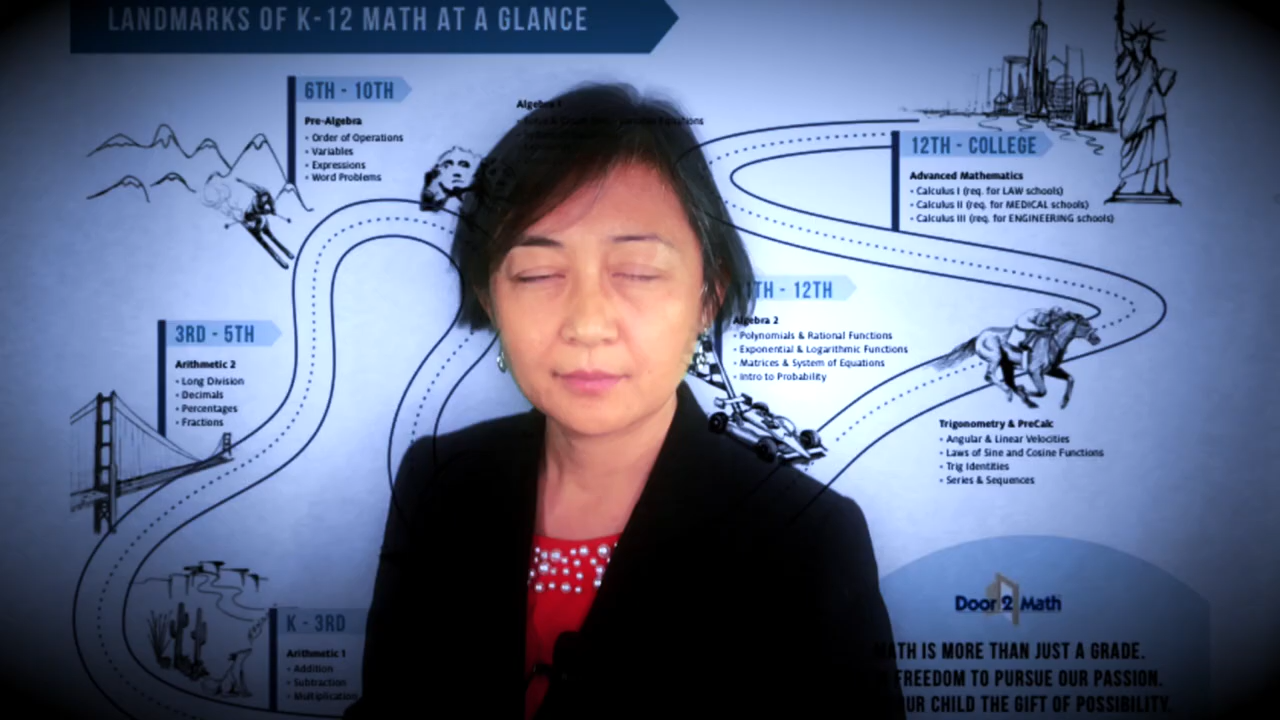 LANDMARKS OF K-12 MATH AT A GLANCE
6TH - 10TH
Pre-Algebra
• Order of Operations
• Variables
• Expressions
• Word Problems
Algebra 1
12TH - COLLEGE
Advanced Mathematics
• Calculus I (req. for LAW schools)
• Calculus II (req. for MEDICAL schools)
• Calculus III (req. for ENGINEERING schools)
TH - 12TH
Algebra 2
• Polynomials & Rational Functions
• Exponential & Logarithmic Functions
• Matrices & System of Equations
• Intro to Probability
3RD - 5TH
Arithmetic 2
• Long Division
• Decimals
• Percentages
• Fractions
Trigonometry & PreCalc
• Angular & Linear Velocities
• Laws of Sine and Cosine Functions
• Trig Identities
• Series & Sequences
K - 3RD
Arithmetic 1
• Addition
• Subtraction
• Multiplication
Door 2 Math
MATH IS MORE THAN JUST A GRADE.
FREEDOM TO PURSUE OUR PASSION.
UR CHILD THE GIFT OF POSSIBILITY.